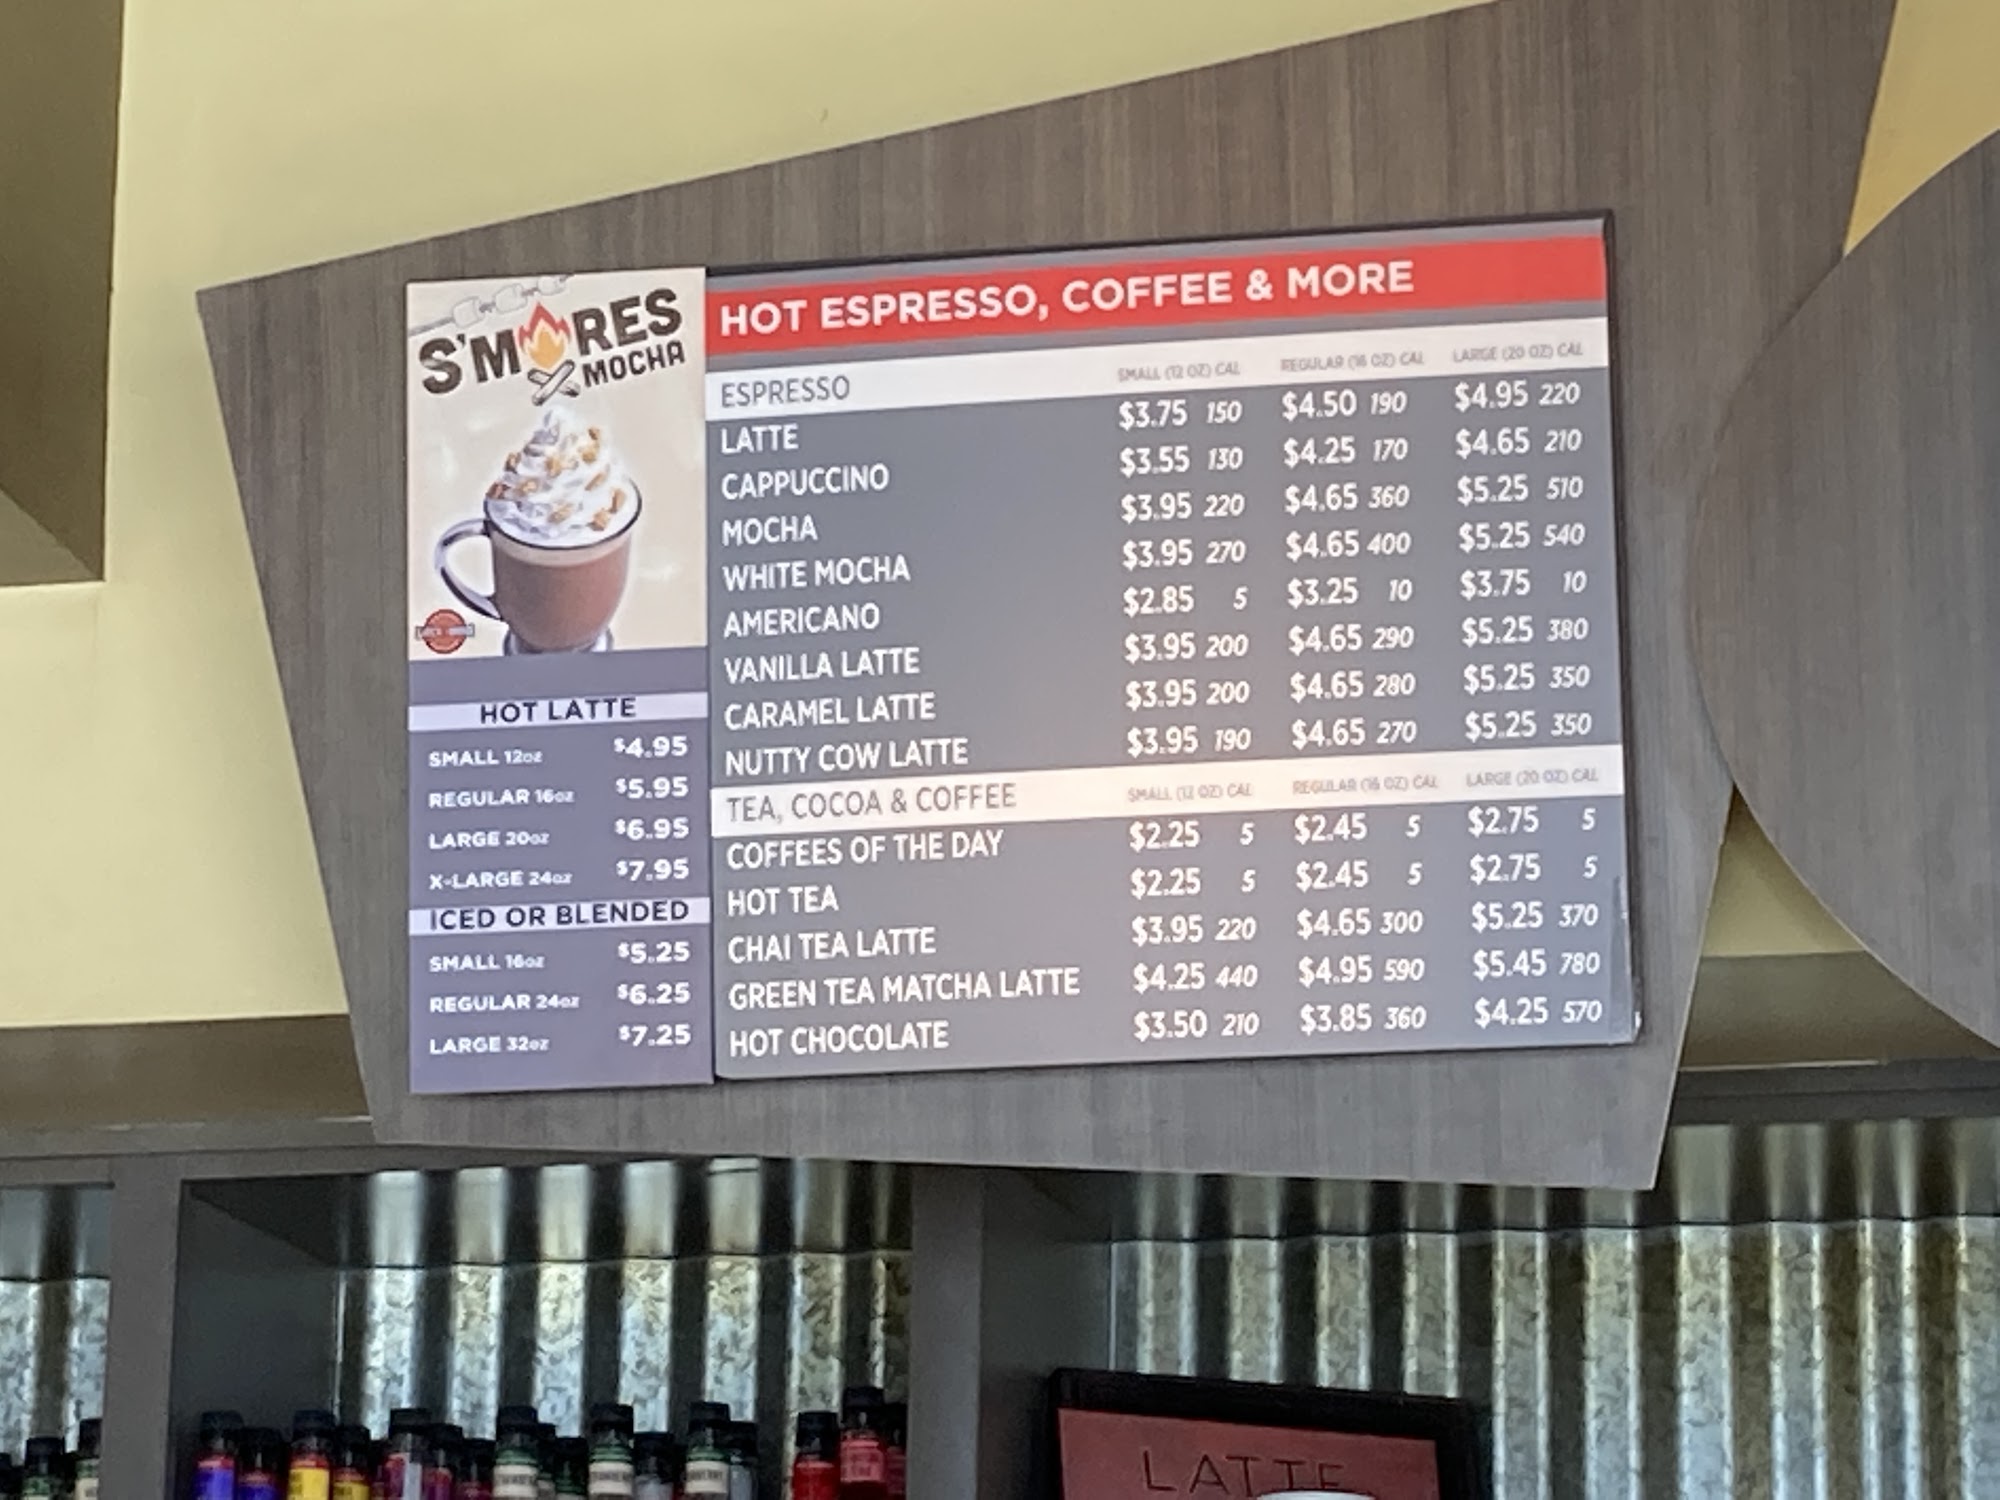 S'MORES
MOCHA
HOT LATTE
SMALL 12oz $4.95
REGULAR 16oz $5.95
LARGE 20oz $6.95
X-LARGE 24oz $7.95
ICED OR BLENDED
SMALL 16oz $5.25
REGULAR 24oz $6.25
LARGE 32oz $7.25
HOT ESPRESSO, COFFEE & MORE
ESPRESSO SMALL (12 OZ) CAL REGULAR (16 OZ) CAL LARGE (20 OZ) CAL
LATTE $3.75 150 $4.50 190 $4.95 220
CAPPUCCINO $3.55 130 $4.25 170 $4.65 210
MOCHA $3.95 220 $4.65 360 $5.25 510
WHITE MOCHA $3.95 270 $4.65 400 $5.25 540
AMERICANO $2.85 5 $3.25 10 $3.75 10
VANILLA LATTE $3.95 200 $4.65 290 $5.25 380
CARAMEL LATTE $3.95 200 $4.65 280 $5.25 350
NUTTY COW LATTE $3.95 190 $4.65 270 $5.25 350
TEA, COCOA & COFFEE SMALL (12 OZ) CAL REGULAR (16 OZ) CAL LARGE (20 OZ) CAL
COFFEES OF THE DAY $2.25 5 $2.45 5 $2.75 5
HOT TEA $2.25 5 $2.45 5 $2.75 5
CHAI TEA LATTE $3.95 220 $4.65 300 $5.25 370
GREEN TEA MATCHA LATTE $4.25 440 $4.95 590 $5.45 780
HOT CHOCOLATE $3.50 210 $3.85 360 $4.25 570
LATTE